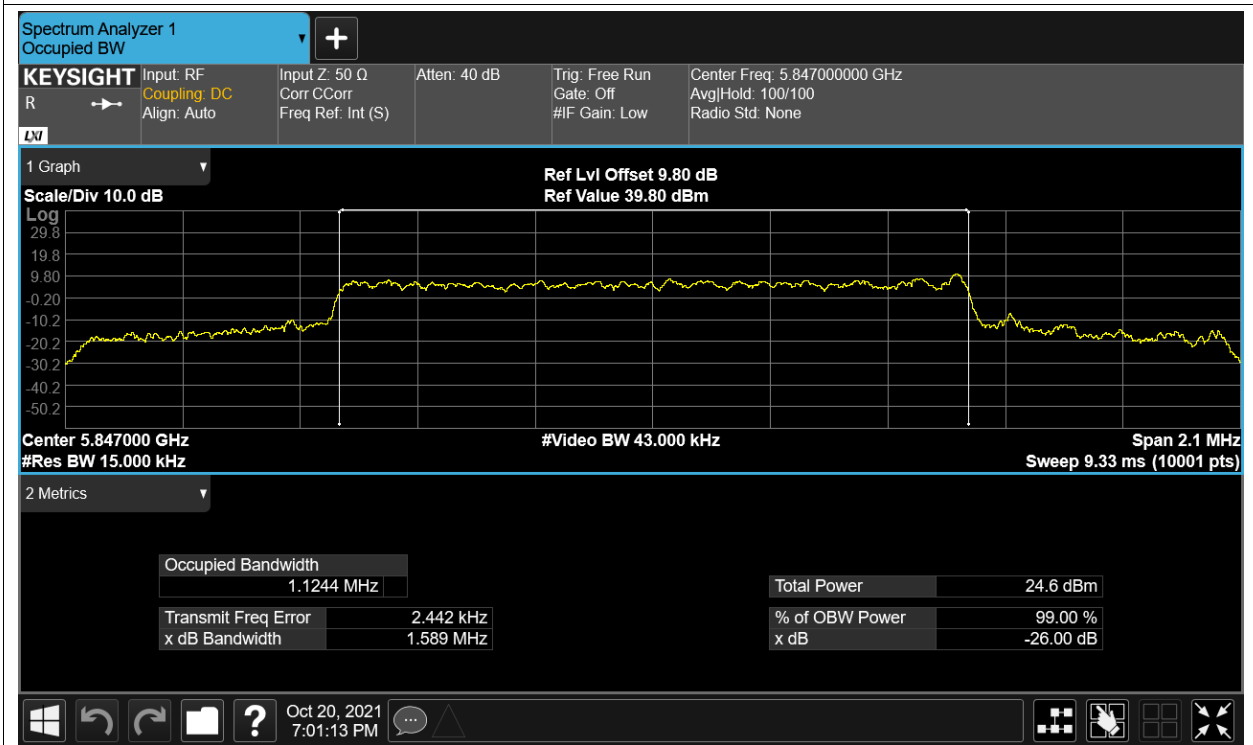 Spectrum Analyzer 1
Occupied BW
KEYSIGHT Input: RF Input Z: 50 Ω Atten: 40 dB Trig: Free Run Center Freq: 5.847000000 GHz
R Coupling: DC Corr CCorr Gate: Off Avg|Hold: 100/100
Align: Auto Freq Ref: Int (S) #IF Gain: Low Radio Std: None
LXI
1 Graph Ref Lvl Offset 9.80 dB
Scale/Div 10.0 dB Ref Value 39.80 dBm
Log
29.8
19.8
9.80
-0.20
-10.2
-20.2
-30.2
-40.2
-50.2
Center 5.847000 GHz #Video BW 43.000 kHz Span 2.1 MHz
#Res BW 15.000 kHz Sweep 9.33 ms (10001 pts)
2 Metrics
Occupied Bandwidth
1.1244 MHz Total Power 24.6 dBm
Transmit Freq Error 2.442 kHz % of OBW Power 99.00 %
x dB Bandwidth 1.589 MHz x dB -26.00 dB
? Oct 20, 2021
7:01:13 PM